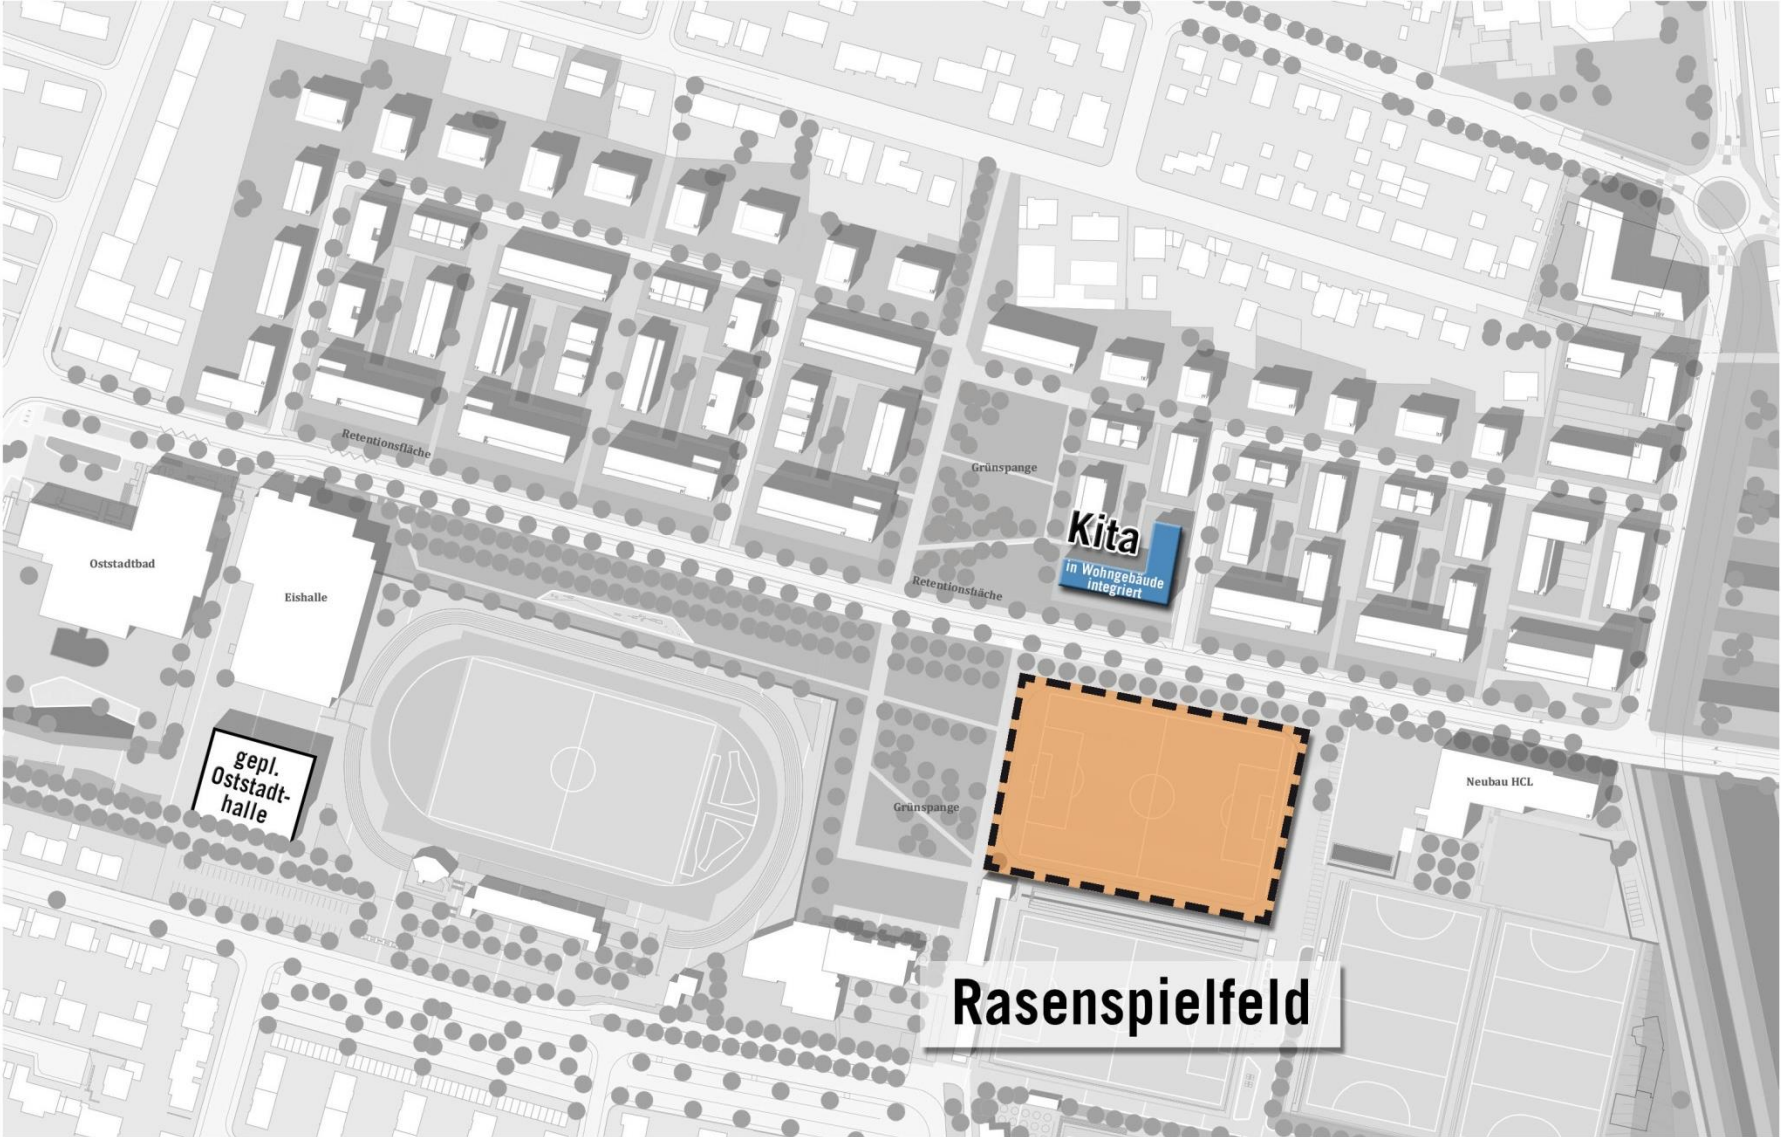 Retentionsfläche
Grünspange
Kita
in Wohngebäude
integriert
Oststadtbad
Eishalle
Retentionsfläche
gepl.
Oststadt-
halle
Grünspange
Neubau HCL
Rasenspielfeld